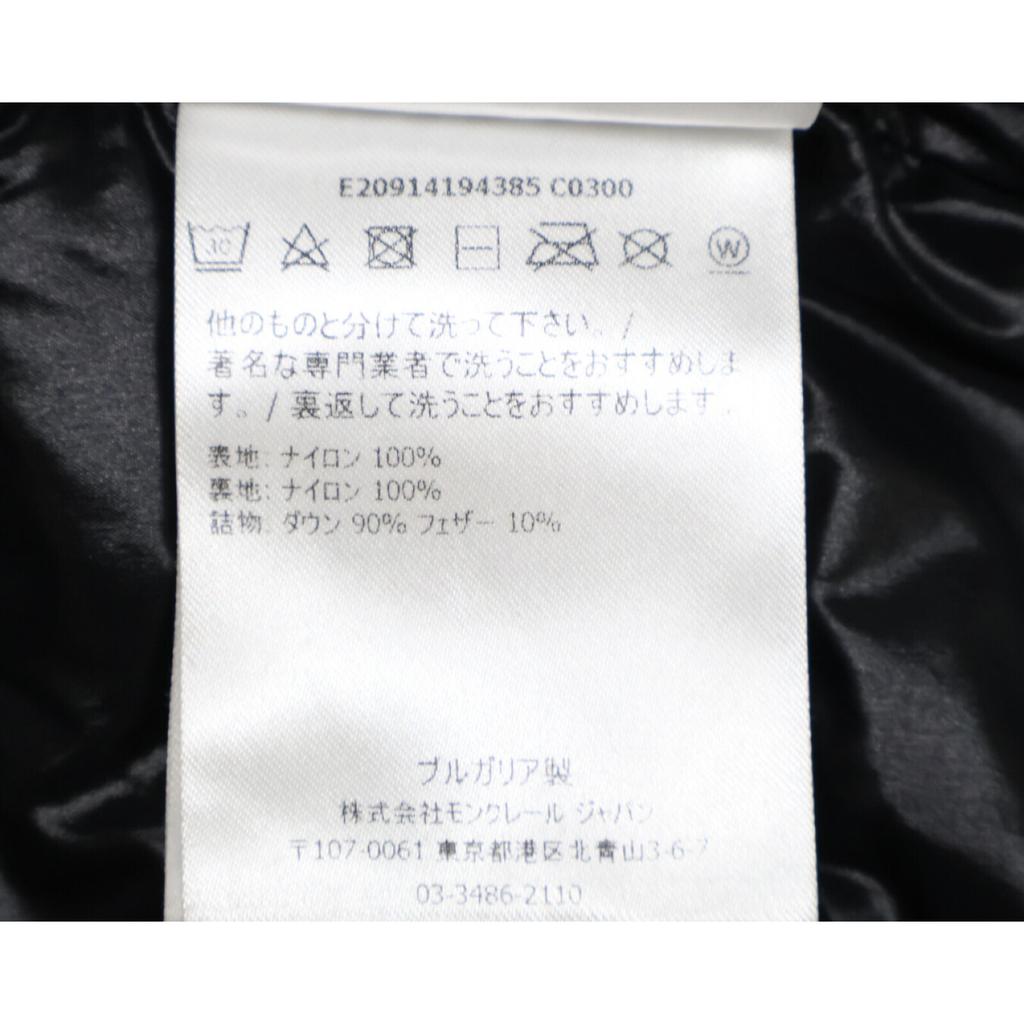 E20914194385 C0300
30
W
他のものと分けて洗って下さい。/
著名な専門業者で洗うことをおすすめしま
す。/ 裏返して洗うことをおすすめします。
表地: ナイロン 100%
裏地: ナイロン 100%
詰物: ダウン 90% フェザー 10%
ブルガリア製
株式会社モンクレール ジャパン
〒107-0061 東京都港区北青山3-6-7
03-3486-2110